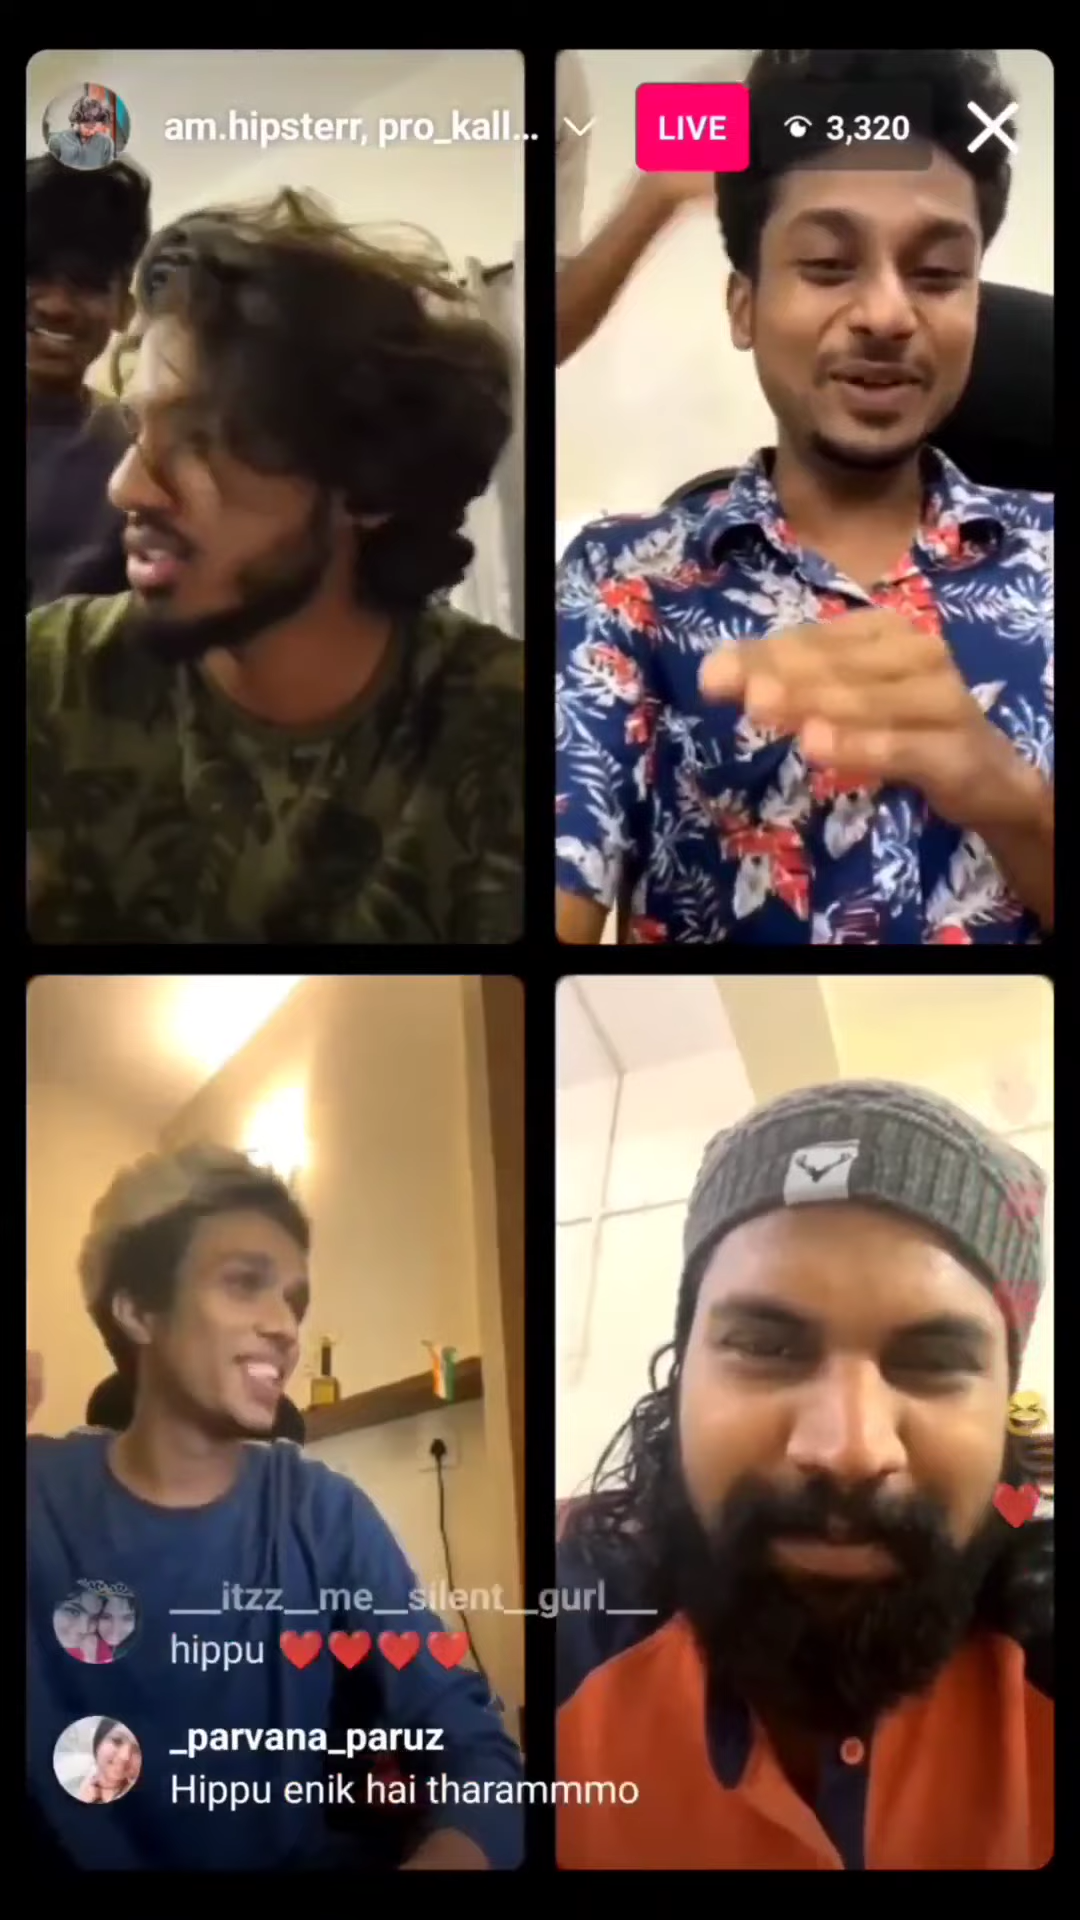 am.hipsterr, pro_kall...
LIVE
3,320
___itzz__me__silent__gurl___
hippu ❤️❤️❤️❤️
_parvana_paruz
Hippu enik hai tharammmo